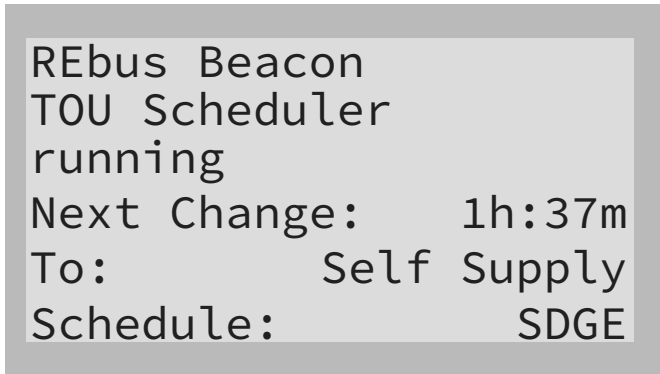 REbus Beacon
TOU Scheduler
running
Next Change: 1h:37m
To: Self Supply
Schedule: SDGE